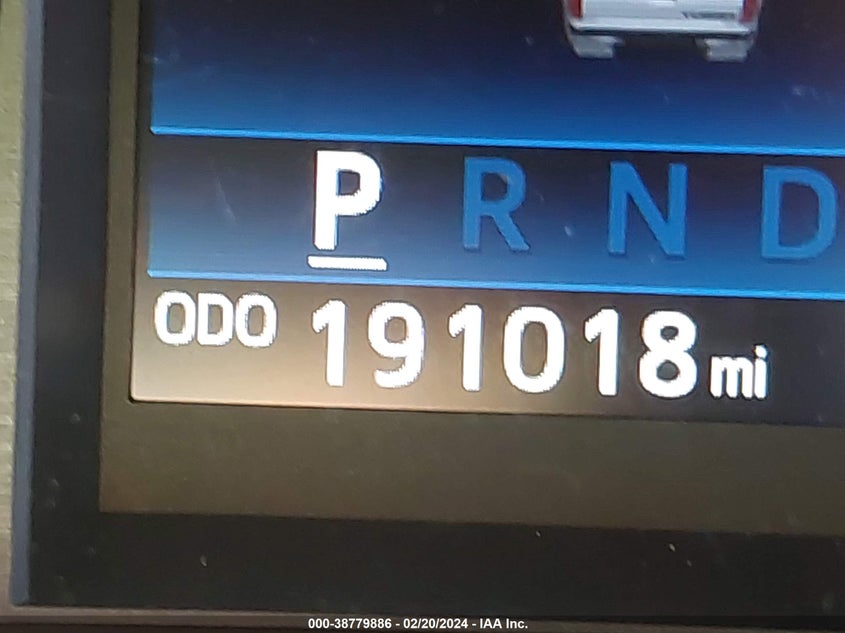 P R N D
ODO 191018 mi
000-38779886 - 02/20/2024 - IAA Inc.